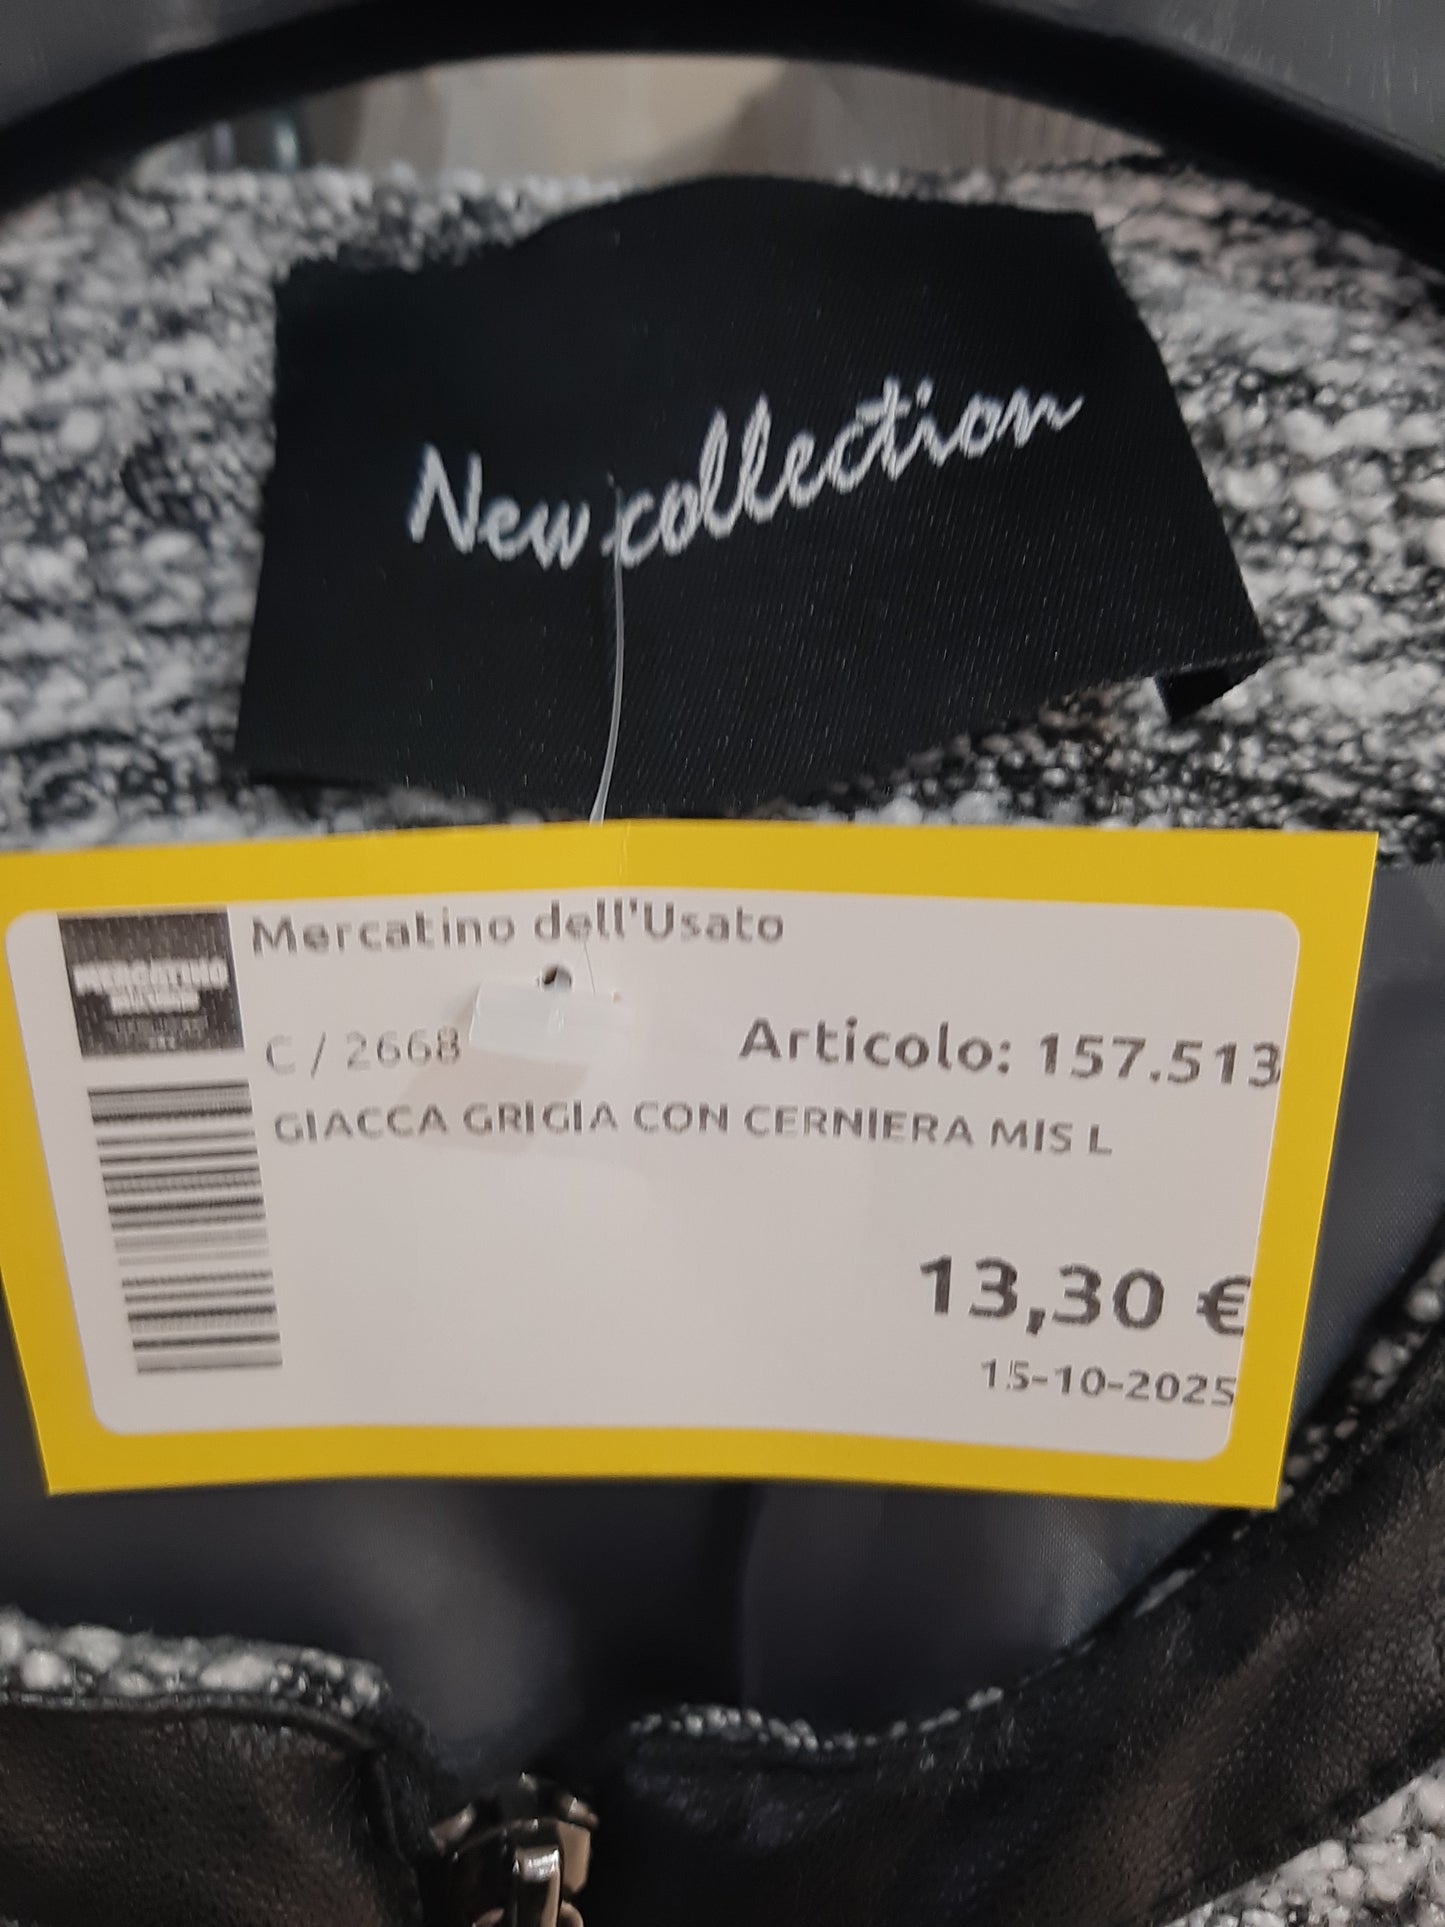 New collection
Mercatino dell'Usato
MERCATINO
C / 2668
Articolo: 157.513
GIACCA GRIGIA CON CERNIERA MIS L
13,30 €
15-10-2025